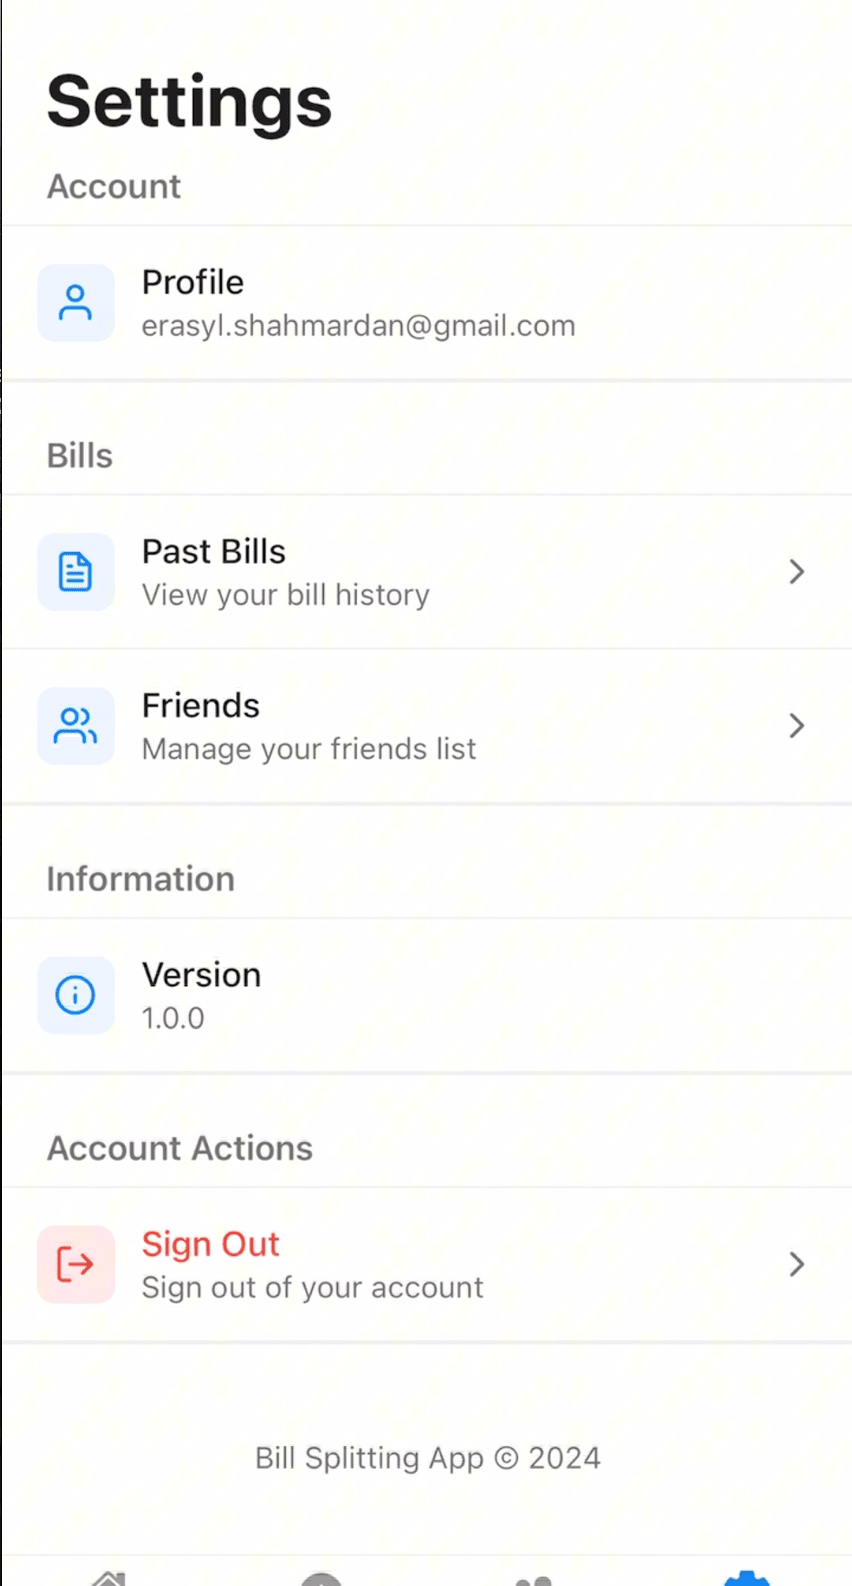 Settings
Account
Profile
erasyl.shahmardan@gmail.com
Bills
Past Bills
View your bill history
Friends
Manage your friends list
Information
Version
1.0.0
Account Actions
Sign Out
Sign out of your account
Bill Splitting App © 2024